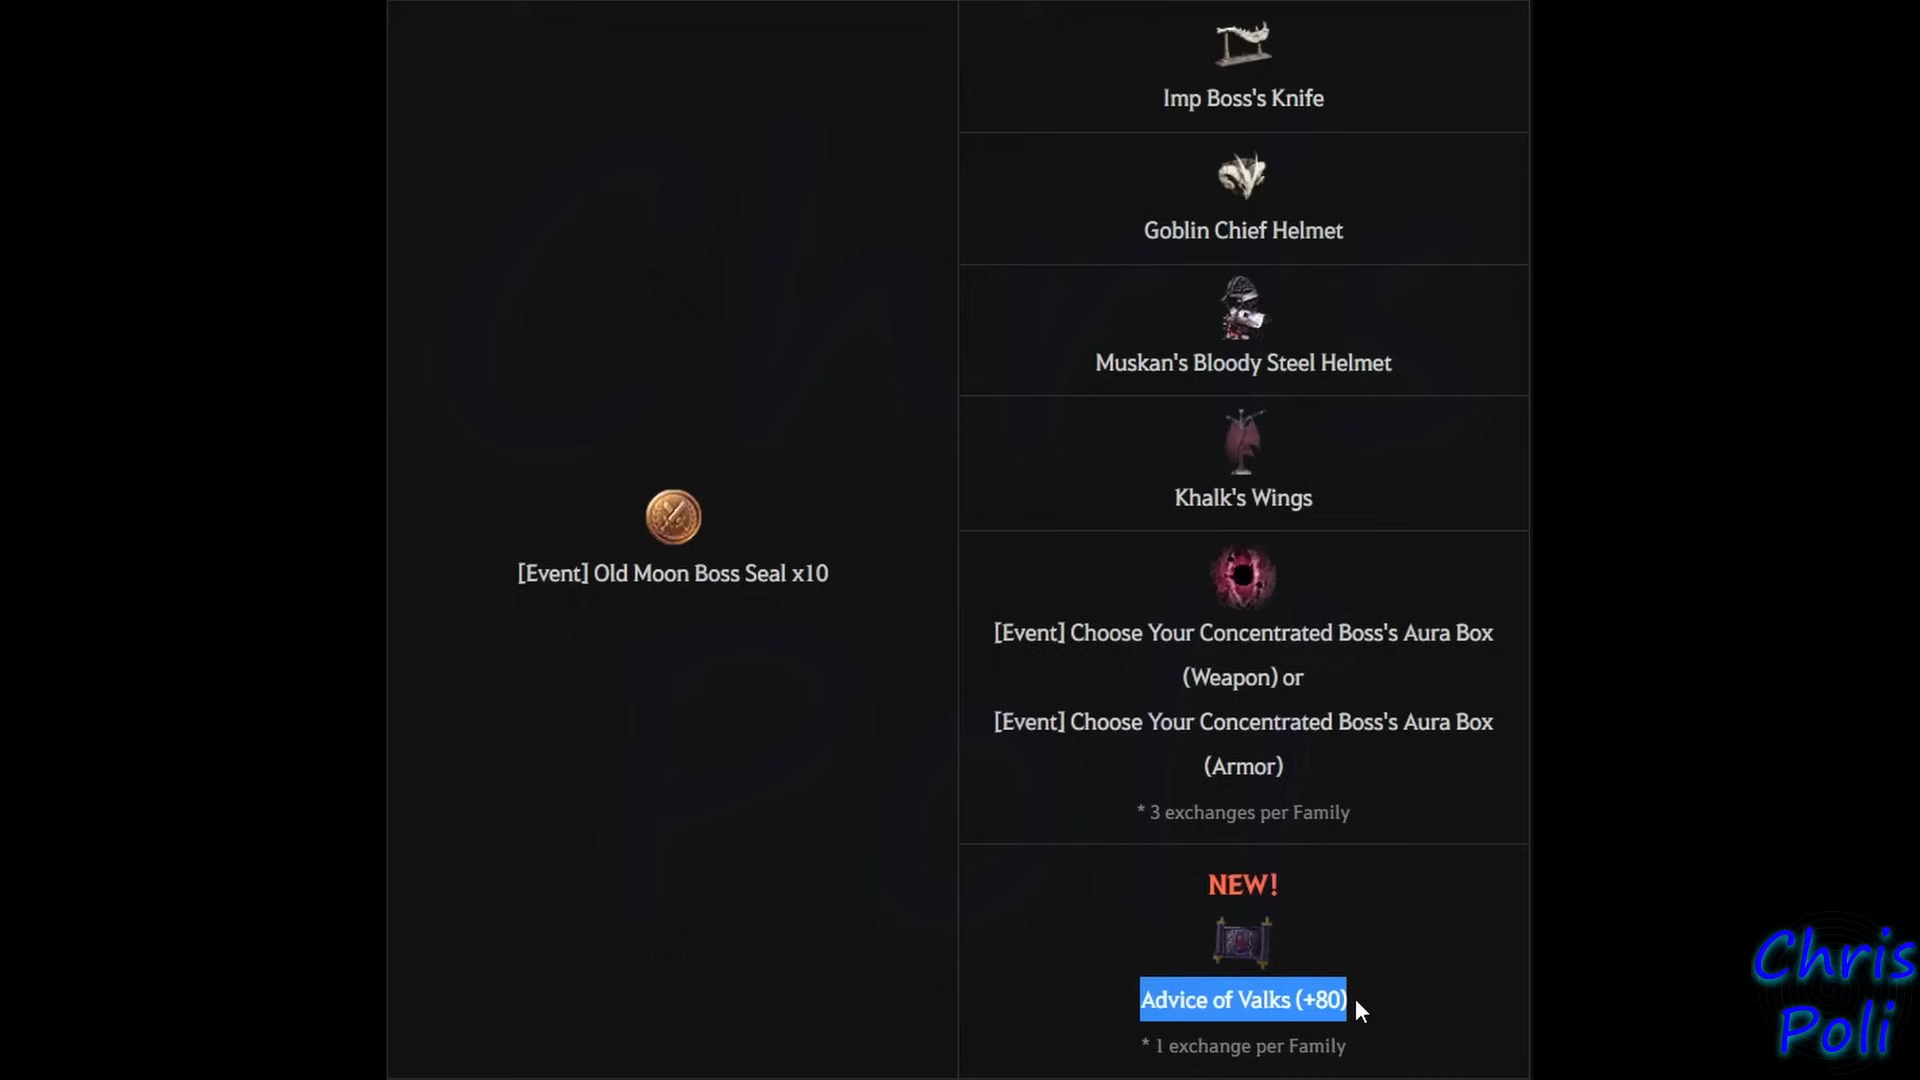 Imp Boss's Knife
Goblin Chief Helmet
Muskan's Bloody Steel Helmet
Khalk's Wings
[Event] Old Moon Boss Seal x10
[Event] Choose Your Concentrated Boss's Aura Box
(Weapon) or
[Event] Choose Your Concentrated Boss's Aura Box
(Armor)
* 3 exchanges per Family
NEW!
Advice of Valks (+80)
* 1 exchange per Family
Chris
Poli
Chris
Poli